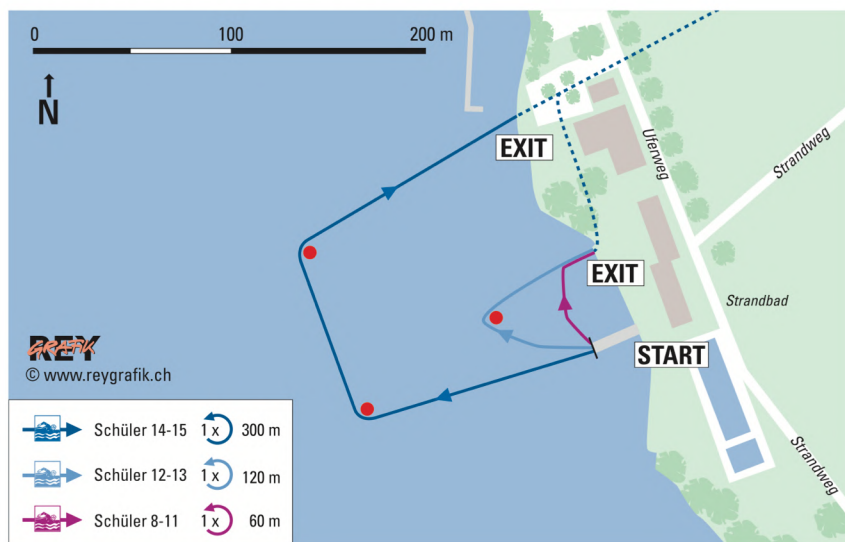 0 100 200 m
N
EXIT
Uferweg
Strandweg
EXIT
Strandbad
START
REY
GRAFIK
© www.reygrafik.ch
Strandweg
Schüler 14-15 1 x 300 m
Schüler 12-13 1 x 120 m
Schüler 8-11 1 x 60 m